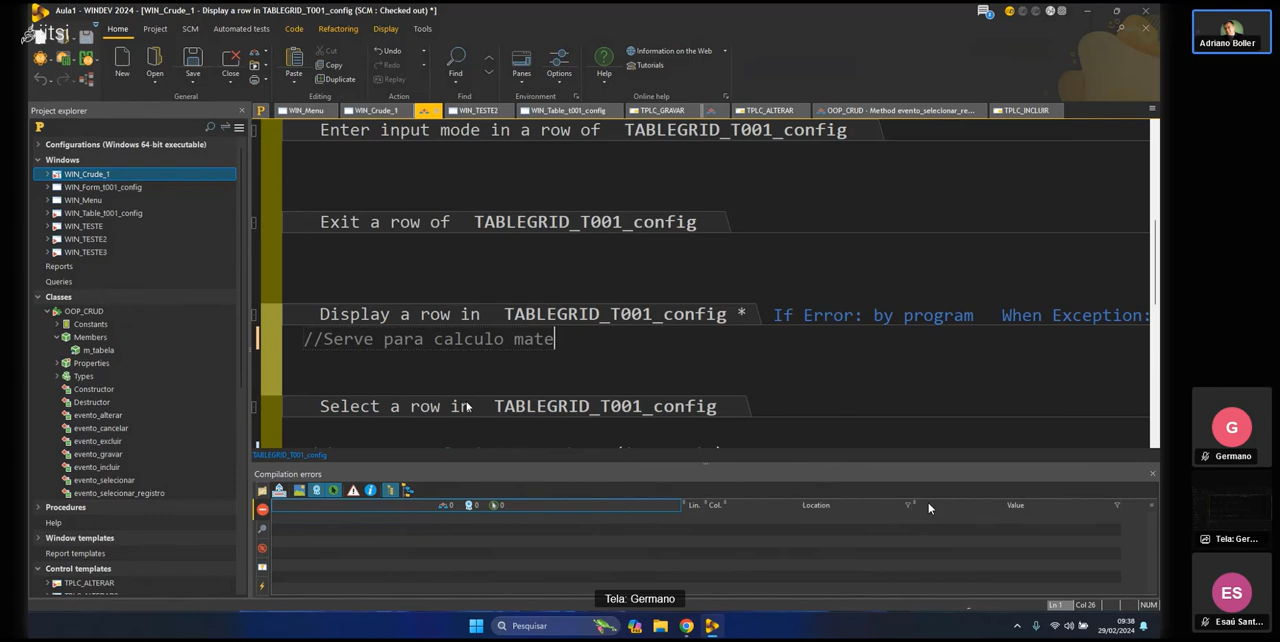 Aula1 - WINDEV 2024 - [WIN_Crude_1 - Display a row in TABLEGRID_T001_config (SCM : Checked out) *]
jitsi
Home Project SCM Automated tests Code Refactoring Display Tools
New Open Save Close
General
Paste Cut Copy Duplicate
Editing
Undo Redo Replay
Action
Find
Find
Panes Options
Environment
Help Information on the Web Tutorials
Online help
Project explorer
WIN_Menu WIN_Crude_1 WIN_TESTE2 WIN_Table_t001_config TPLC_GRAVAR TPLC_ALTERAR OOP_CRUD - Method evento_selecionar_re... TPLC_INCLUIR
Configurations (Windows 64-bit executable)
Windows
WIN_Crude_1
WIN_Form_t001_config
WIN_Menu
WIN_Table_t001_config
WIN_TESTE
WIN_TESTE2
WIN_TESTE3
Reports
Queries
Classes
OOP_CRUD
Constants
Members
m_tabela
Properties
Types
Constructor
Destructor
evento_alterar
evento_cancelar
evento_excluir
evento_gravar
evento_incluir
evento_selecionar
evento_selecionar_registro
Procedures
Help
Window templates
Report templates
Control templates
TPLC_ALTERAR
Enter input mode in a row of TABLEGRID_T001_config
Exit a row of TABLEGRID_T001_config
Display a row in TABLEGRID_T001_config * If Error: by program When Exception:
//Serve para calculo mate
Select a row in TABLEGRID_T001_config
TABLEGRID_T001_config
Compilation errors
0 0 0 Lin. Col. Location Value
Ln 1 Col 26 NUM
Tela: Germano
Pesquisar
09:38
29/02/2024
Adriano Boller
G
Germano
Tela: Ger...
ES
Esaú Sant...